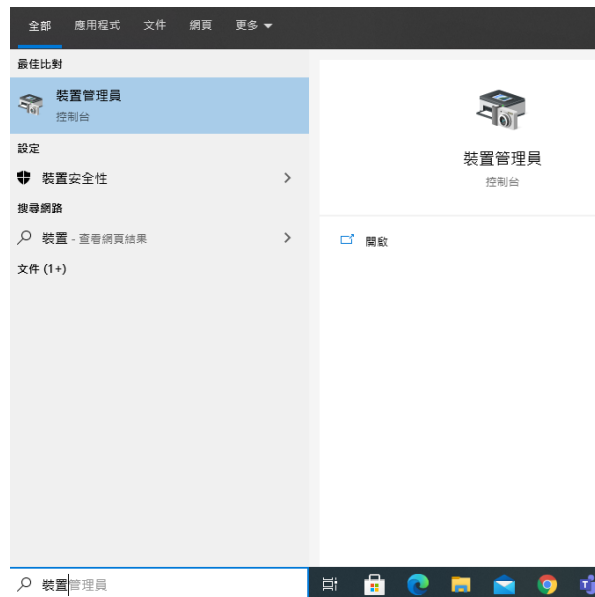 全部 應用程式 文件 網頁 更多
最佳比對
裝置管理員
控制台
設定
裝置安全性
搜尋網路
裝置 - 查看網頁結果
文件 (1+)
裝置管理員
控制台
開啟
裝置管理員